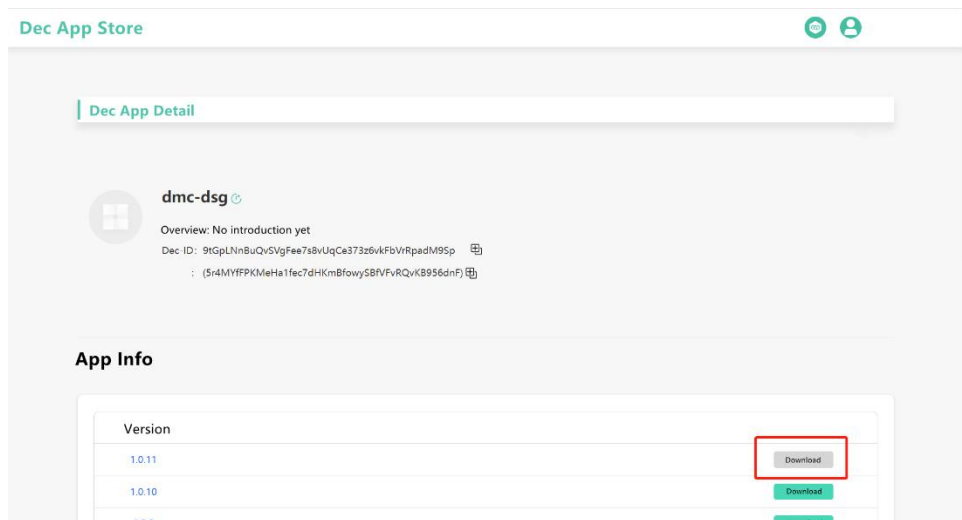 Dec App Store
Dec App Detail
dmc-dsg
Overview: No introduction yet
Dec-ID: 9tGpLNnBuQvSVgFee7s8vUqCe373z6vkFbVrRpadM9Sp
: (5r4MYfFPKMeHa1fec7dHKmBfowySBfVFvRQvKB956dnF)
App Info
Version
1.0.11 Download
1.0.10 Download